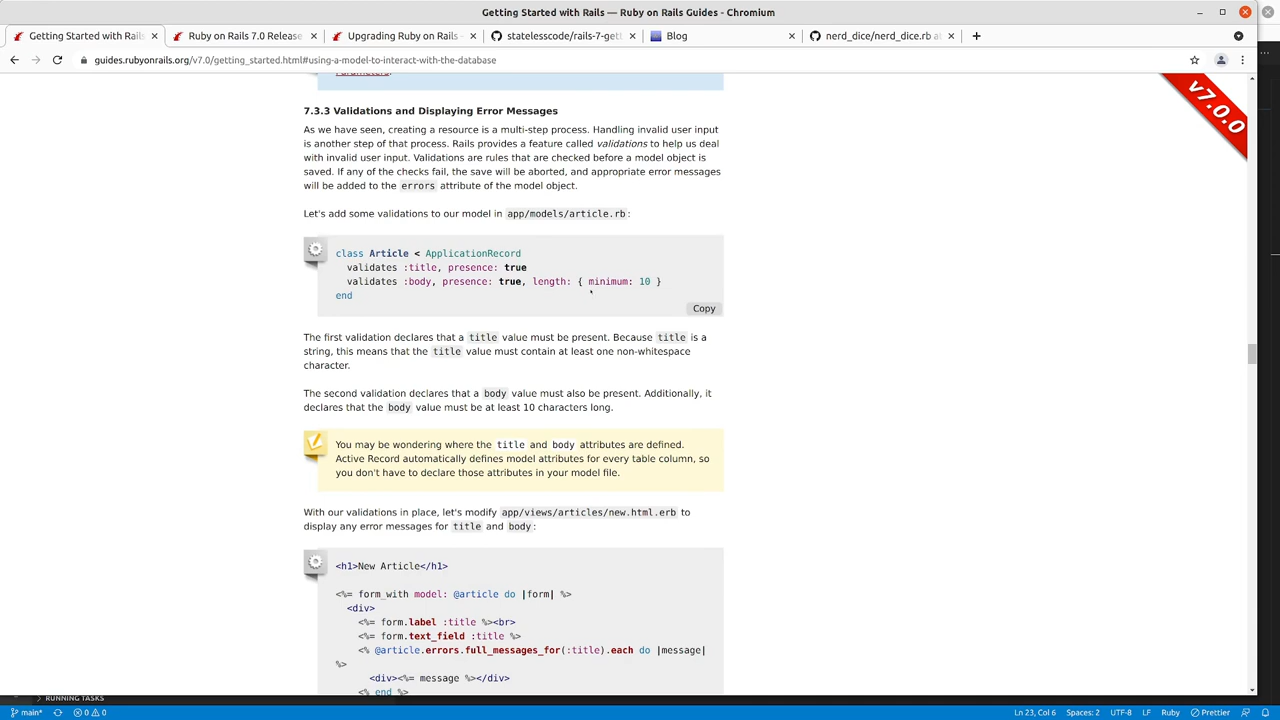 Getting Started with Rails — Ruby on Rails Guides - Chromium
Getting Started with Rails
Ruby on Rails 7.0 Release
Upgrading Ruby on Rails -
statelesscode/rails-7-get
Blog
nerd_dice/nerd_dice.rb at
guides.rubyonrails.org/v7.0/getting_started.html#using-a-model-to-interact-with-the-database
Parameters.
v7.0.0
7.3.3 Validations and Displaying Error Messages
As we have seen, creating a resource is a multi-step process. Handling invalid user input
is another step of that process. Rails provides a feature called validations to help us deal
with invalid user input. Validations are rules that are checked before a model object is
saved. If any of the checks fail, the save will be aborted, and appropriate error messages
will be added to the errors attribute of the model object.
Let's add some validations to our model in app/models/article.rb:
class Article < ApplicationRecord
validates :title, presence: true
validates :body, presence: true, length: { minimum: 10 }
end
Copy
The first validation declares that a title value must be present. Because title is a
string, this means that the title value must contain at least one non-whitespace
character.
The second validation declares that a body value must also be present. Additionally, it
declares that the body value must be at least 10 characters long.
You may be wondering where the title and body attributes are defined.
Active Record automatically defines model attributes for every table column, so
you don't have to declare those attributes in your model file.
With our validations in place, let's modify app/views/articles/new.html.erb to
display any error messages for title and body:
<h1>New Article</h1>
<%= form_with model: @article do |form| %>
<div>
<%= form.label :title %><br>
<%= form.text_field :title %>
<% @article.errors.full_messages_for(:title).each do |message|
%>
<div><%= message %></div>
<% end %>
RUNNING TASKS
main*
0
0
Ln 23, Col 6
Spaces: 2
UTF-8
LF
Ruby
Prettier